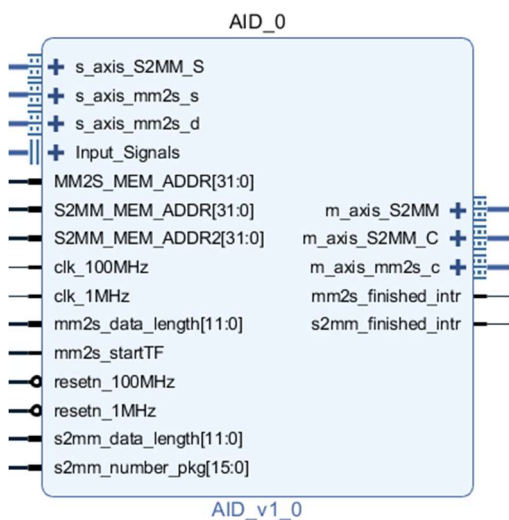 AID_0
s_axis_S2MM_S
s_axis_mm2s_s
s_axis_mm2s_d
Input_Signals
MM2S_MEM_ADDR[31:0]
S2MM_MEM_ADDR[31:0]
S2MM_MEM_ADDR2[31:0]
clk_100MHz
clk_1MHz
mm2s_data_length[11:0]
mm2s_startTF
resetn_100MHz
resetn_1MHz
s2mm_data_length[11:0]
s2mm_number_pkg[15:0]
m_axis_S2MM
m_axis_S2MM_C
m_axis_mm2s_c
mm2s_finished_intr
s2mm_finished_intr
AID_v1_0